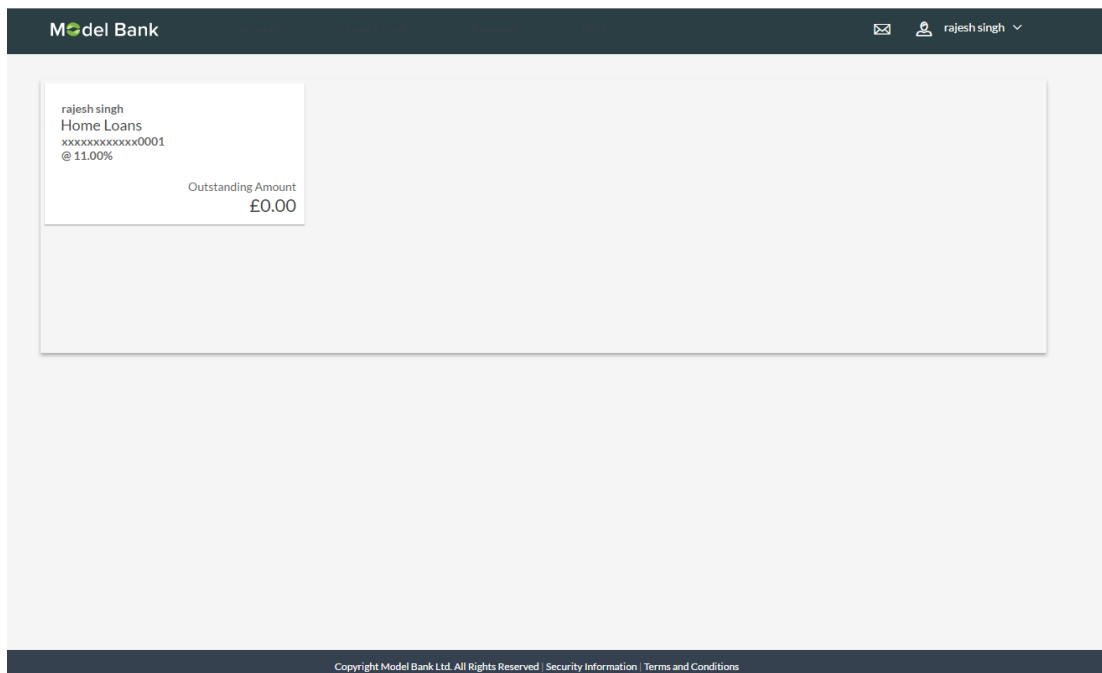 Model Bank
rajesh singh
rajesh singh
Home Loans
xxxxxxxxxxxx0001
@ 11.00%
Outstanding Amount
£0.00
Copyright Model Bank Ltd. All Rights Reserved | Security Information | Terms and Conditions